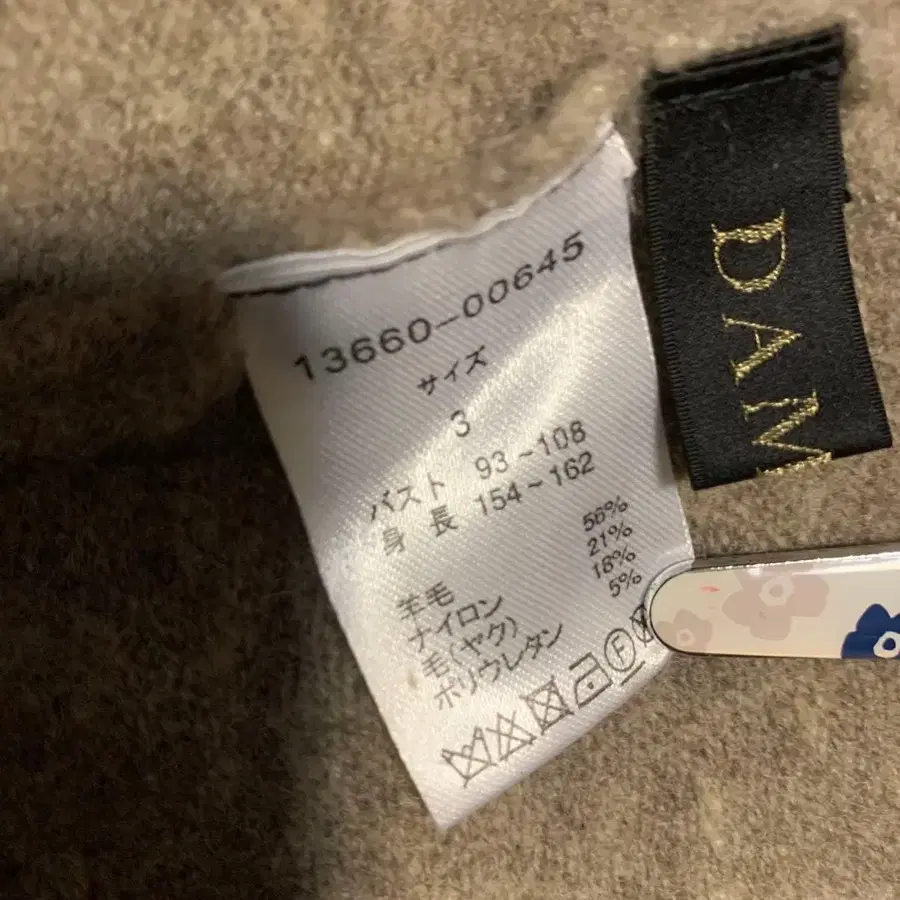 13660-00645
サイズ
3
バスト 93~108
身長 154~162
羊毛 56%
ナイロン 21%
毛(ヤク) 18%
ポリウレタン 5%
F
DAM